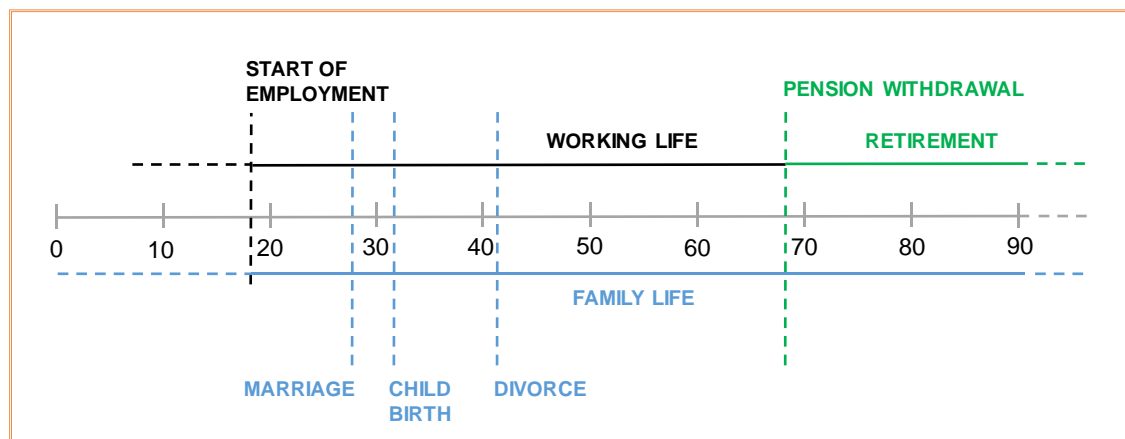 START OF
EMPLOYMENT
PENSION WITHDRAWAL
WORKING LIFE
RETIREMENT
0 10 20 30 40 50 60 70 80 90
FAMILY LIFE
MARRIAGE
CHILD
BIRTH
DIVORCE